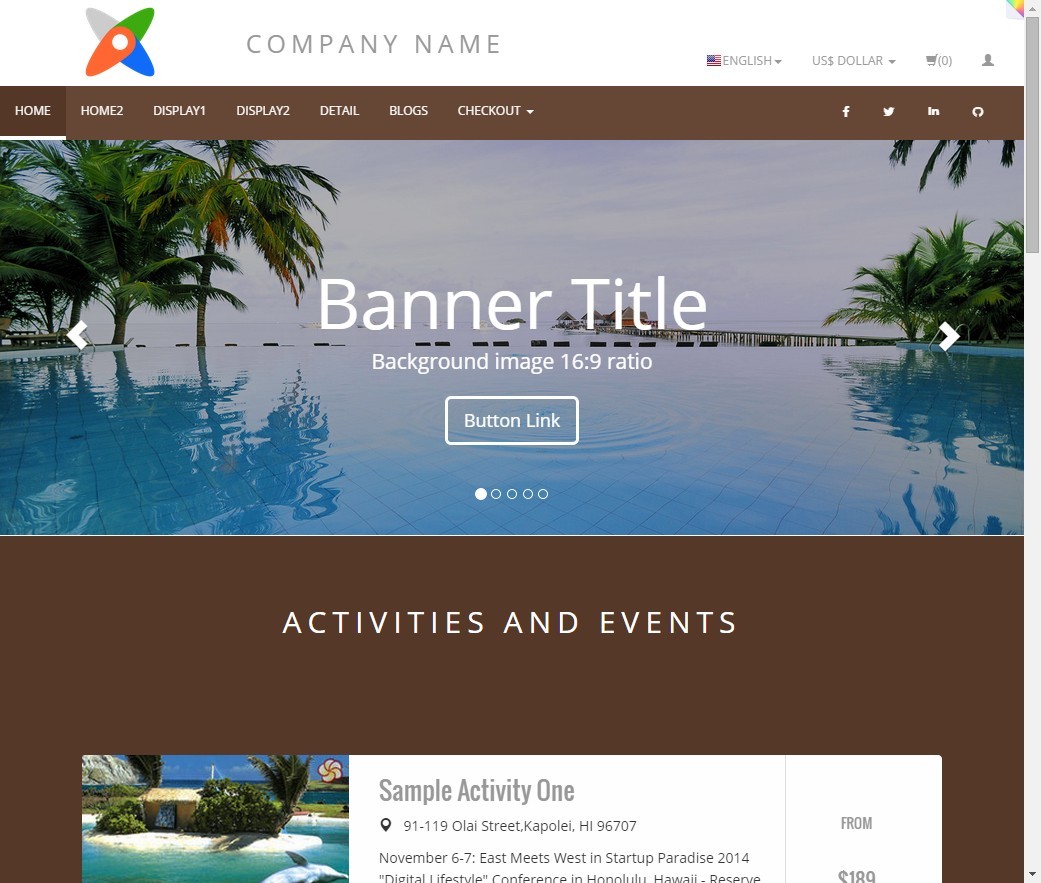 COMPANY NAME
ENGLISH
US$ DOLLAR
(0)
HOME
HOME2
DISPLAY1
DISPLAY2
DETAIL
BLOGS
CHECKOUT
Banner Title
Background image 16:9 ratio
Button Link
ACTIVITIES AND EVENTS
Sample Activity One
91-119 Olai Street,Kapolei, HI 96707
November 6-7: East Meets West in Startup Paradise 2014
"Digital Lifestyle" Conference in Honolulu, Hawaii - Reserve
FROM
$189